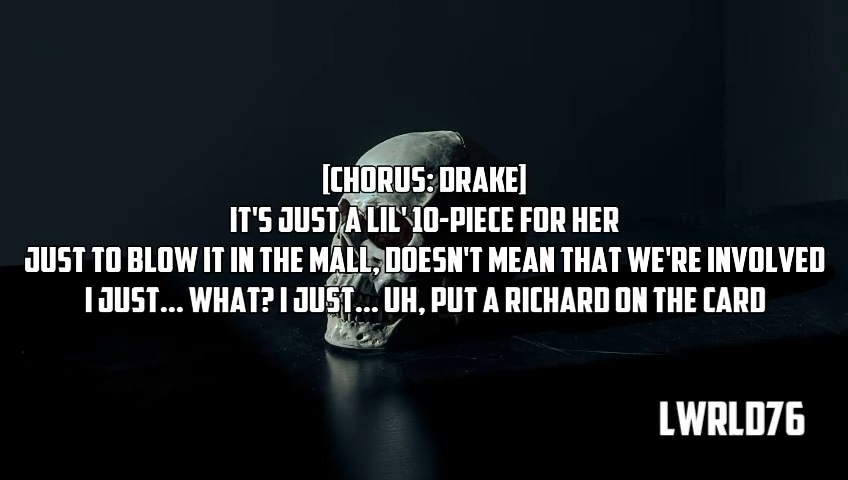 [CHORUS: DRAKE]
IT'S JUST A LIL' 10-PIECE FOR HER
JUST TO BLOW IT IN THE MALL, DOESN'T MEAN THAT WE'RE INVOLVED
I JUST... WHAT? I JUST... UH, PUT A RICHARD ON THE CARD
LWRLD76